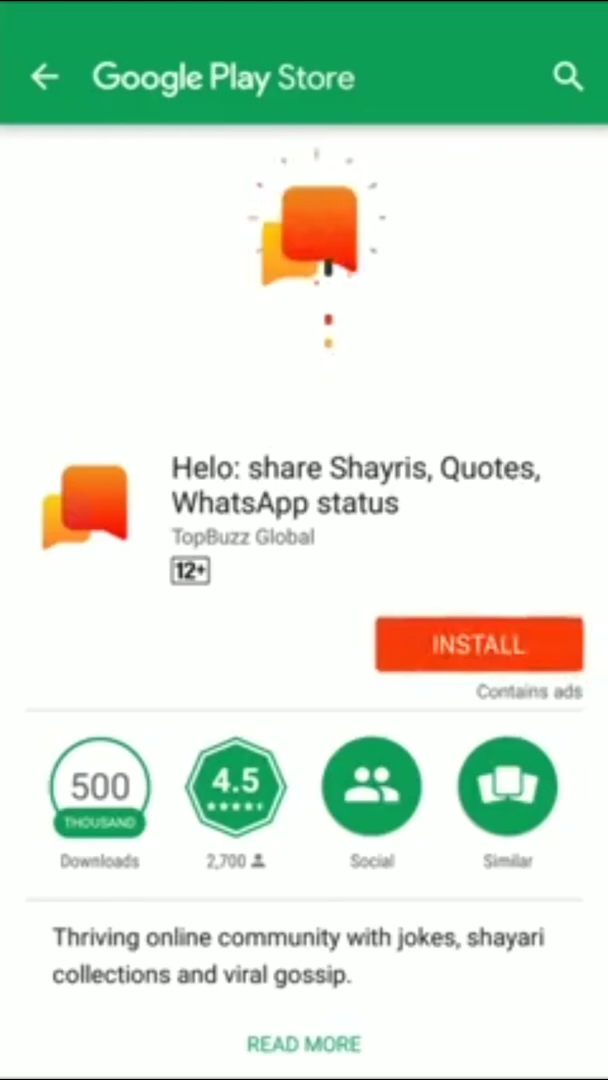 Google Play Store
Helo: share Shayris, Quotes,
WhatsApp status
TopBuzz Global
12+
INSTALL
Contains ads
500
THOUSAND
Downloads
4.5
2,700
Social
Similar
Thriving online community with jokes, shayari
collections and viral gossip.
READ MORE